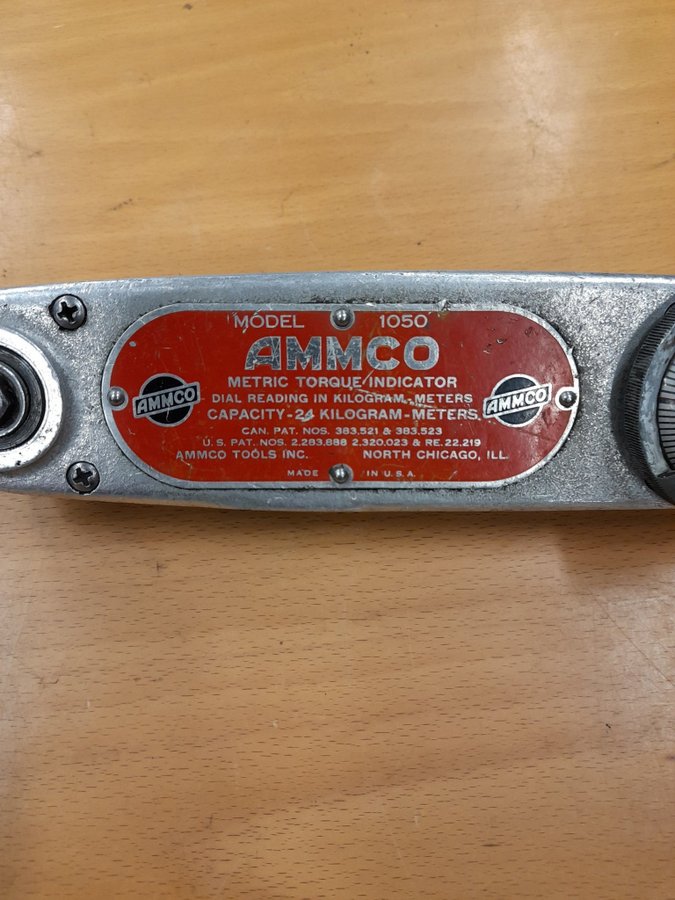 MODEL 1050
AMMCO
METRIC TORQUE INDICATOR
DIAL READING IN KILOGRAM-METERS
CAPACITY-24 KILOGRAM-METERS
AMMCO
AMMCO
CAN. PAT. NOS. 383,521 & 383,523
U.S. PAT. NOS. 2,283,888 2,320,023 & RE.22,219
AMMCO TOOLS INC. NORTH CHICAGO, ILL.
MADE IN U.S.A.